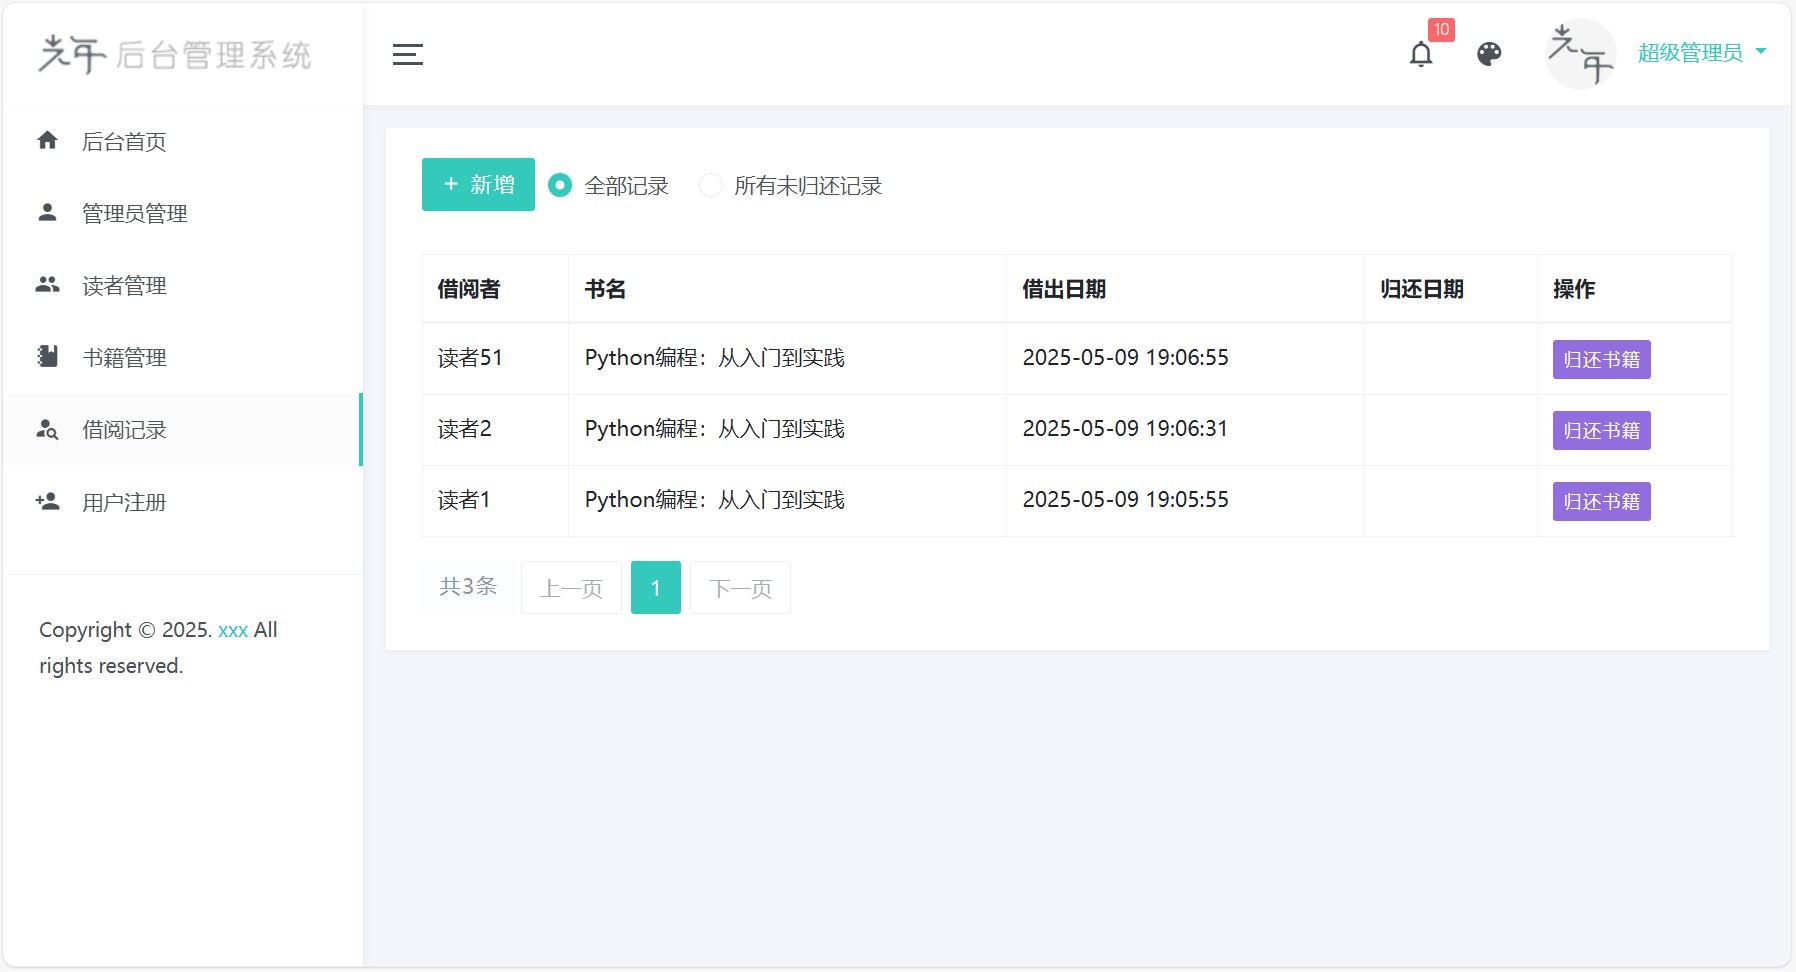 光年 后台管理系统
10
光年
超级管理员
后台首页
管理员管理
读者管理
书籍管理
借阅记录
用户注册
Copyright © 2025. xxx All
rights reserved.
+ 新增 全部记录 所有未归还记录
借阅者 书名 借出日期 归还日期 操作
读者51 Python编程：从入门到实践 2025-05-09 19:06:55 归还书籍
读者2 Python编程：从入门到实践 2025-05-09 19:06:31 归还书籍
读者1 Python编程：从入门到实践 2025-05-09 19:05:55 归还书籍
共3条 上一页 1 下一页